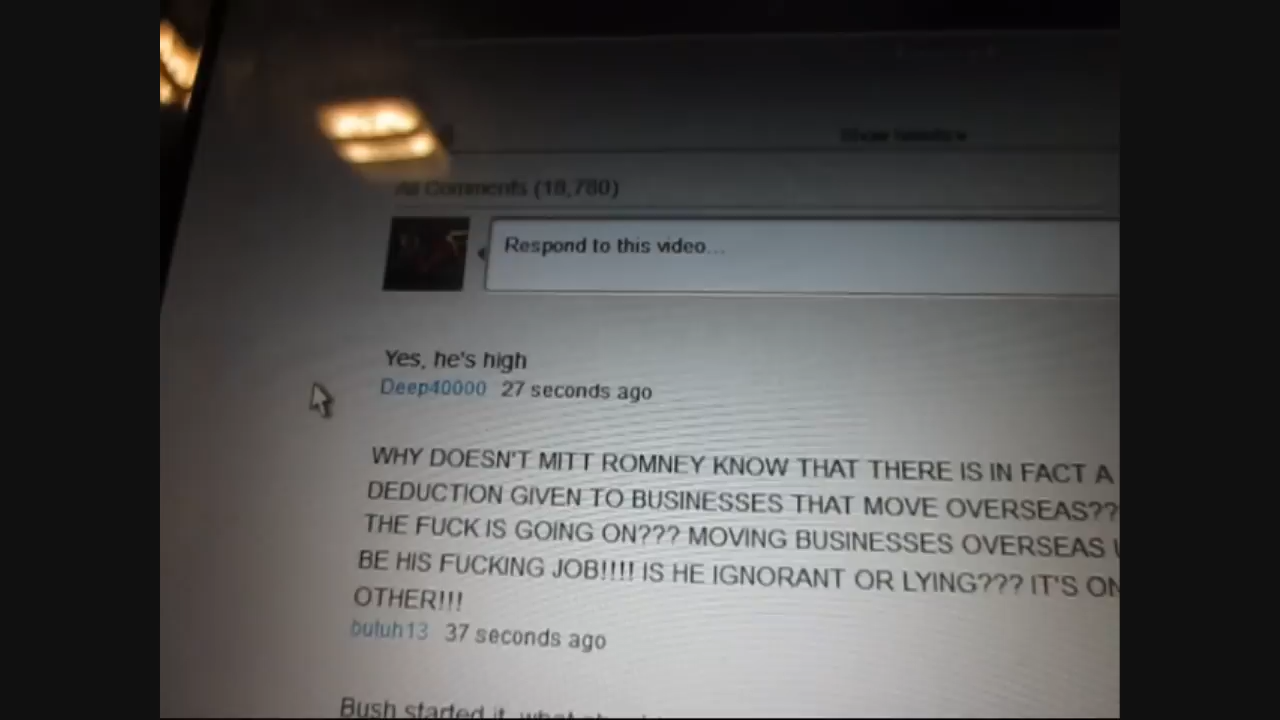 All Comments (18,780)
Respond to this video...
Yes, he's high
Deep40000 27 seconds ago
WHY DOESN'T MITT ROMNEY KNOW THAT THERE IS IN FACT A
DEDUCTION GIVEN TO BUSINESSES THAT MOVE OVERSEAS??
THE FUCK IS GOING ON??? MOVING BUSINESSES OVERSEAS
BE HIS FUCKING JOB!!!! IS HE IGNORANT OR LYING??? IT'S ON
OTHER!!!
37 seconds ago
Bush started it, what